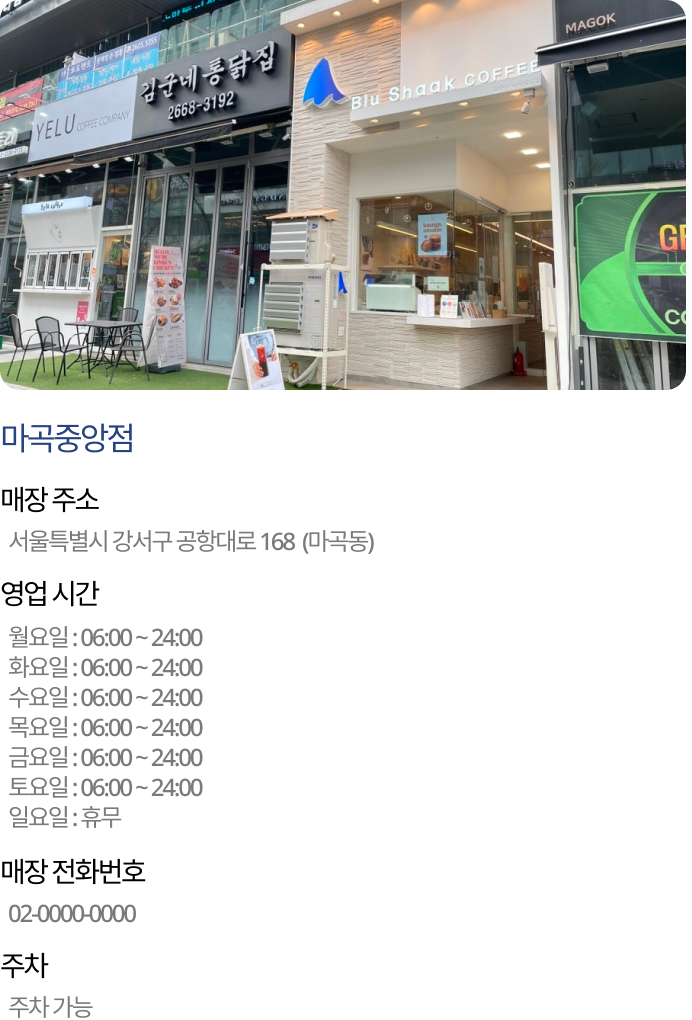 김군네 통닭집
2668-3192
YELU COFFEE COMPANY
Blu Shaak COFFEE
MAGOK
마곡중앙점
매장 주소
서울특별시 강서구 공항대로 168 (마곡동)
영업 시간
월요일 : 06:00 ~ 24:00
화요일 : 06:00 ~ 24:00
수요일 : 06:00 ~ 24:00
목요일 : 06:00 ~ 24:00
금요일 : 06:00 ~ 24:00
토요일 : 06:00 ~ 24:00
일요일 : 휴무
매장 전화번호
02-0000-0000
주차
주차 가능